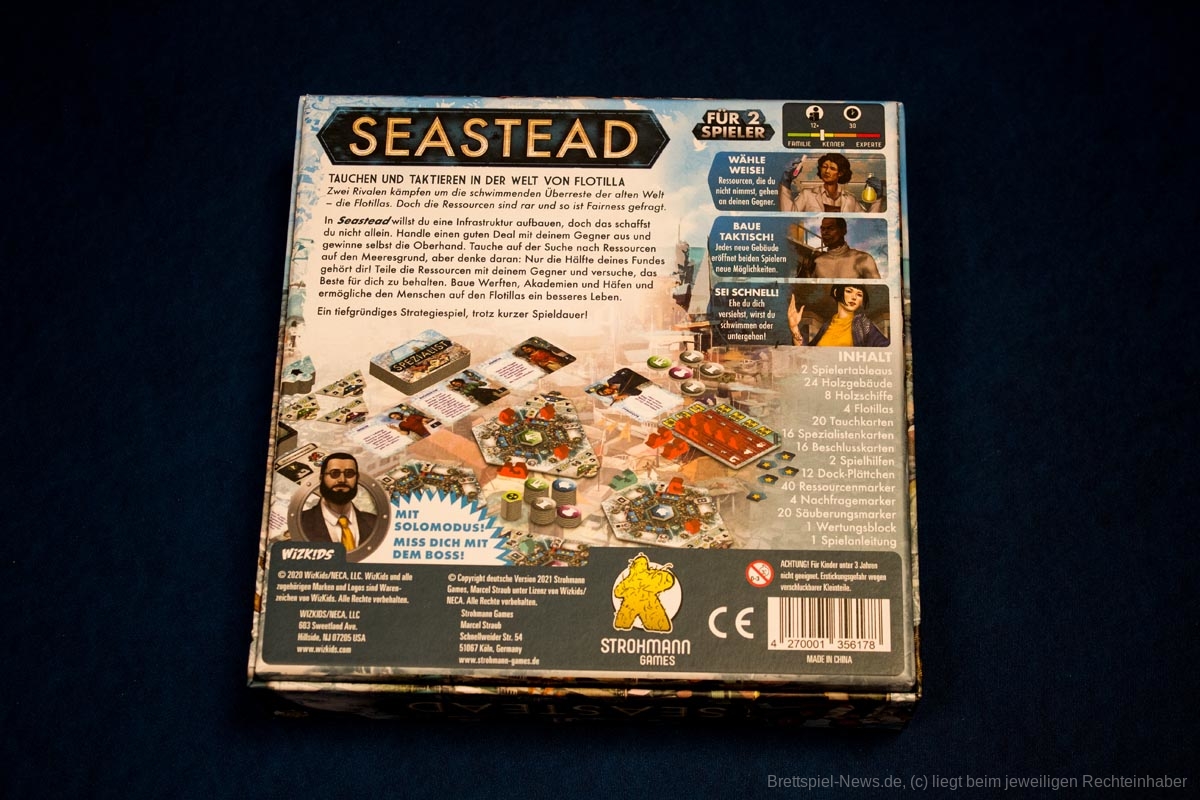 SEASTEAD
FÜR 2
SPIELER
12+
30
FAMILIE KENNER EXPERTE
TAUCHEN UND TAKTIEREN IN DER WELT VON FLOTILLA
Zwei Rivalen kämpfen um die schwimmenden Überreste der alten Welt
– die Flotillas. Doch die Ressourcen sind rar und so ist Fairness gefragt.
In Seastead willst du eine Infrastruktur aufbauen, doch das schaffst
du nicht allein. Handle einen guten Deal mit deinem Gegner aus und
gewinne selbst die Oberhand. Tauche auf der Suche nach Ressourcen
auf den Meeresgrund, aber denke daran: Nur die Hälfte deines Fundes
gehört dir! Teile die Ressourcen mit deinem Gegner und versuche, das
Beste für dich zu behalten. Baue Werften, Akademien und Häfen und
ermögliche den Menschen auf den Flotillas ein besseres Leben.
Ein tiefgründiges Strategiespiel, trotz kurzer Spieldauer!
WÄHLE
WEISE!
Ressourcen, die du
nicht nimmst, gehen
an deinen Gegner.
BAUE
TAKTISCH!
Jedes neue Gebäude
eröffnet beiden Spielern
neue Möglichkeiten.
SEI SCHNELL!
Ehe du dich
versiehst, wirst du
schwimmen oder
untergehen!
SPEZIALIST
INHALT
2 Spielertableaus
24 Holzgebäude
8 Holzschiffe
4 Flotillas
20 Tauchkarten
16 Spezialistenkarten
16 Beschlusskarten
2 Spielhilfen
12 Dock-Plättchen
40 Ressourcenmarker
4 Nachfragemarker
20 Säuberungsmarker
1 Wertungsblock
1 Spielanleitung
MIT
SOLOMODUS!
MISS DICH MIT
DEM BOSS!
WIZKIDS
© 2020 WizKids/NECA, LLC. WizKids und alle
zugehörigen Marken und Logos sind Waren-
zeichen von WizKids. Alle Rechte vorbehalten.
WIZKIDS/NECA, LLC
603 Sweetland Ave.
Hillside, NJ 07205 USA
www.wizkids.com
© Copyright deutsche Version 2021 Strohmann
Games, Marcel Straub unter Lizenz von Wizkids/
NECA. Alle Rechte vorbehalten.
Strohmann Games
Marcel Straub
Schnellweider Str. 54
51067 Köln, Germany
www.strohmann-games.de
STROHMANN
GAMES
ACHTUNG! Für Kinder unter 3 Jahren
nicht geeignet. Erstickungsgefahr wegen
verschluckbarer Kleinteile.
CE
4 270001 356178
MADE IN CHINA
SEASTEAD
Brettspiel-News.de, (c) liegt beim jeweiligen Rechteinhaber